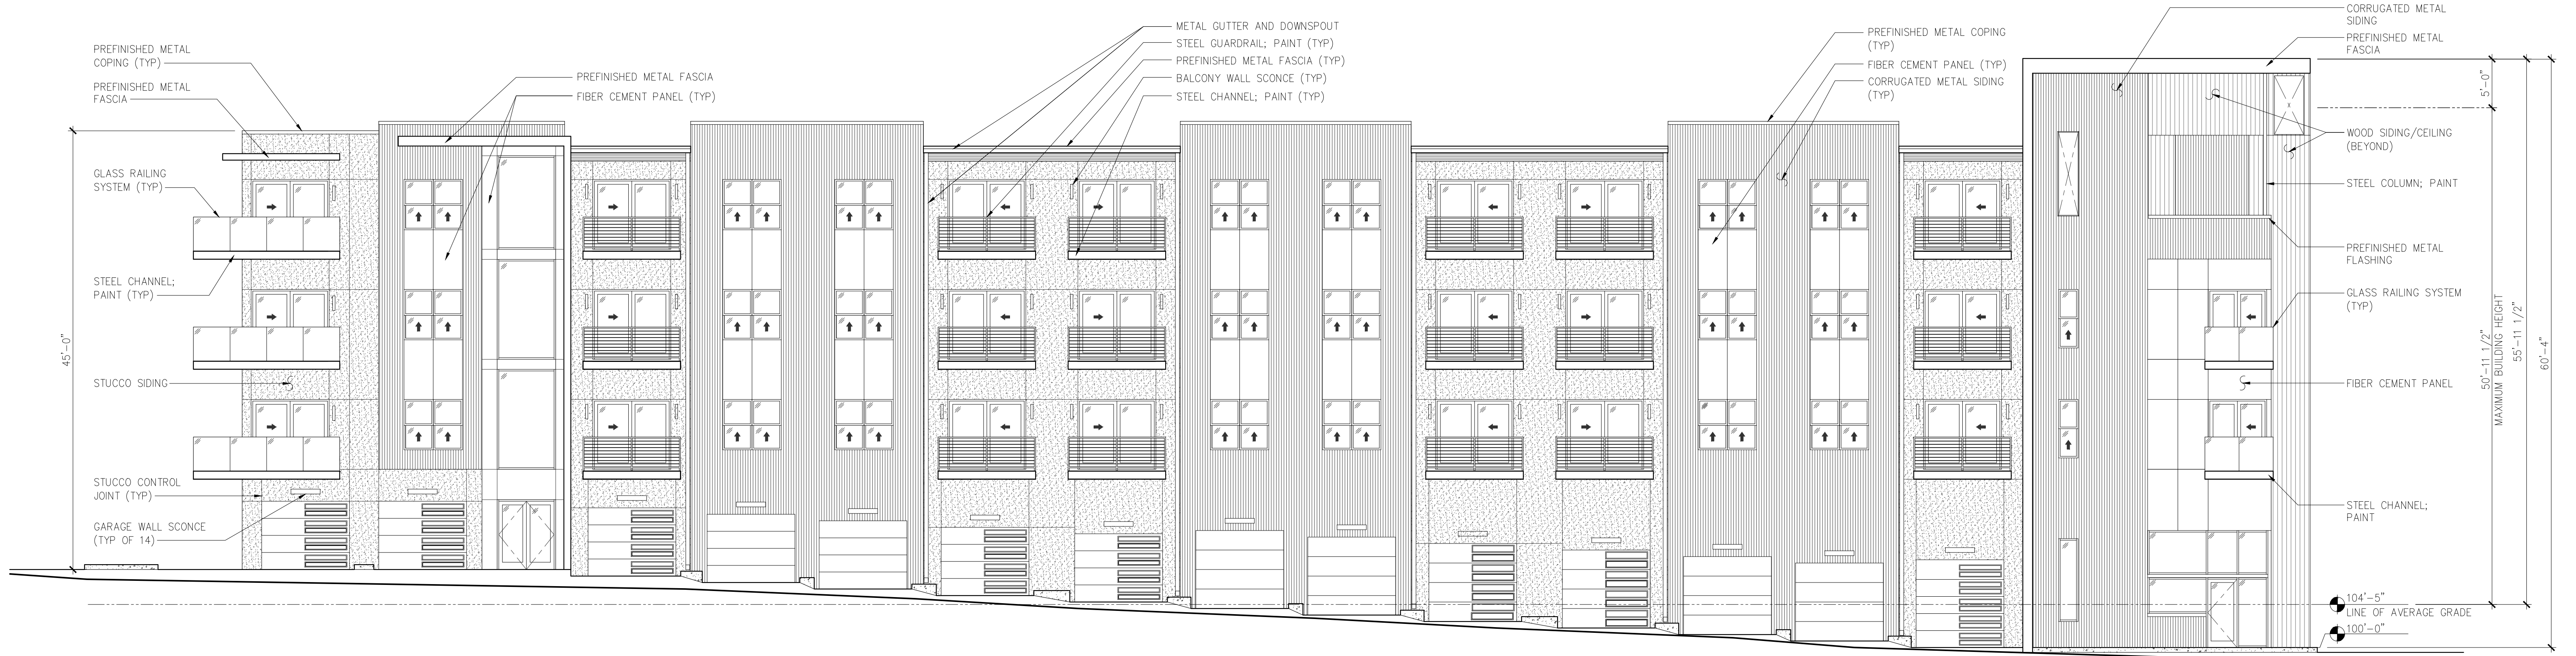 PREFINISHED METAL
COPING (TYP)
PREFINISHED METAL
FASCIA
GLASS RAILING
SYSTEM (TYP)
STEEL CHANNEL;
PAINT (TYP)
45'-0"
STUCCO SIDING
STUCCO CONTROL
JOINT (TYP)
GARAGE WALL SCONCE
(TYP OF 14)
PREFINISHED METAL FASCIA
FIBER CEMENT PANEL (TYP)
METAL GUTTER AND DOWNSPOUT
STEEL GUARDRAIL; PAINT (TYP)
PREFINISHED METAL FASCIA (TYP)
BALCONY WALL SCONCE (TYP)
STEEL CHANNEL; PAINT (TYP)
PREFINISHED METAL COPING
(TYP)
FIBER CEMENT PANEL (TYP)
CORRUGATED METAL SIDING
(TYP)
CORRUGATED METAL
SIDING
PREFINISHED METAL
FASCIA
WOOD SIDING/CEILING
(BEYOND)
STEEL COLUMN; PAINT
PREFINISHED METAL
FLASHING
GLASS RAILING SYSTEM
(TYP)
FIBER CEMENT PANEL
STEEL CHANNEL;
PAINT
104'-5"
LINE OF AVERAGE GRADE
100'-0"
5'-0"
50'-11 1/2"
MAXIMUM BUILDING HEIGHT
55'-11 1/2"
60'-4"